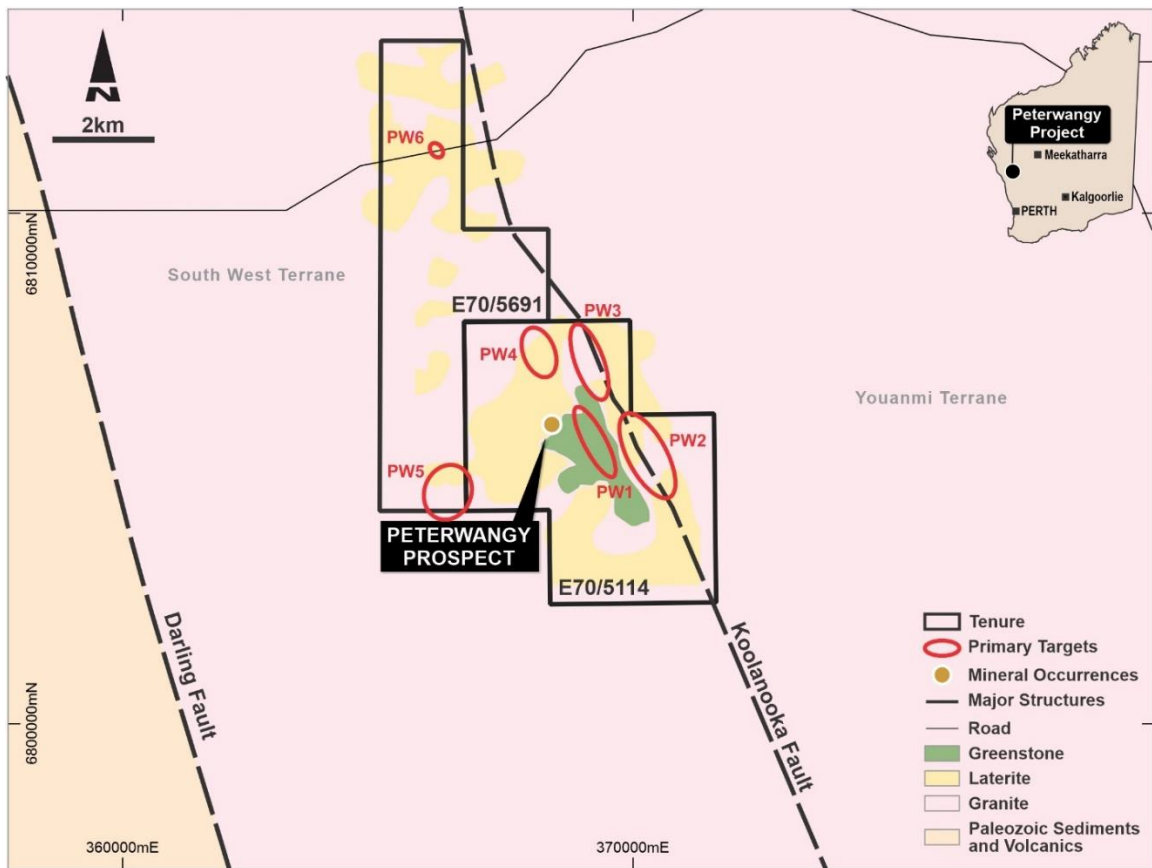 N
2km
PW6
Peterwangy
Project
Meekatharra
Kalgoorlie
PERTH
6810000mN
South West Terrane
E70/5691
PW3
PW4
Youanmi Terrane
PW2
PW5
PW1
PETERWANGY
PROSPECT
E70/5114
Darling Fault
Koolanooka Fault
6800000mN
Tenure
Primary Targets
Mineral Occurrences
Major Structures
Road
Greenstone
Laterite
Granite
Paleozoic Sediments
and Volcanics
360000mE
370000mE